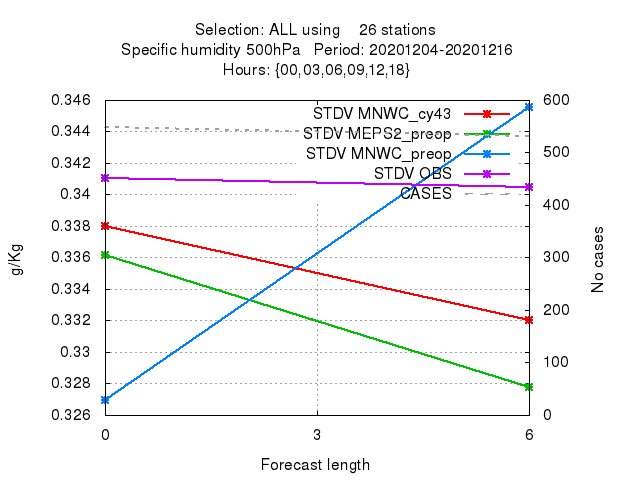 Selection: ALL using    26 stations
Specific humidity 500hPa   Period: 20201204-20201216
Hours: {00,03,06,09,12,18}
STDV MNWC_cy43
STDV MEPS2_preop
STDV MNWC_preop
STDV OBS
CASES
0.346
0.344
0.342
0.34
0.338
0.336
0.334
0.332
0.33
0.328
0.326
600
500
400
300
200
100
0
g/Kg
No cases
0 3 6
Forecast length